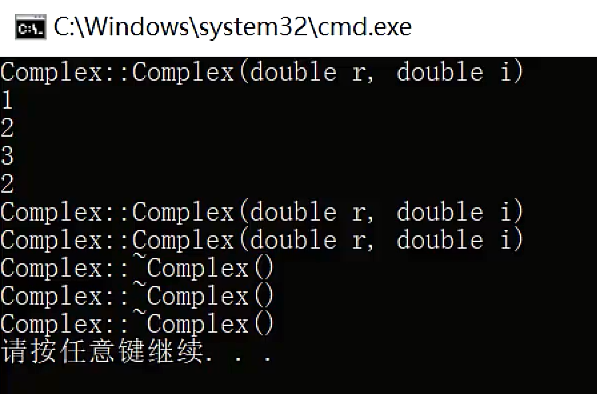 C:\Windows\system32\cmd.exe
Complex::Complex(double r, double i)
1
2
3
2
Complex::Complex(double r, double i)
Complex::Complex(double r, double i)
Complex::~Complex()
Complex::~Complex()
Complex::~Complex()
请按任意键继续. . .